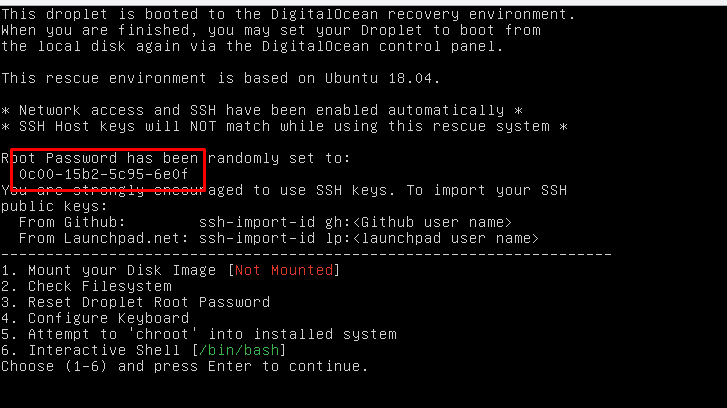 This droplet is booted to the DigitalOcean recovery environment.
When you are finished, you may set your Droplet to boot from
the local disk again via the DigitalOcean control panel.
This rescue environment is based on Ubuntu 18.04.
* Network access and SSH have been enabled automatically *
* SSH Host keys will NOT match while using this rescue system *
Root Password has been randomly set to:
0c00-15b2-5c95-6e0f
You are strongly encouraged to use SSH keys. To import your SSH
public keys:
From Github: ssh-import-id gh:<Github user name>
From Launchpad.net: ssh-import-id lp:<launchpad user name>
--------------------------------------------------------------------
1. Mount your Disk Image [Not Mounted]
2. Check Filesystem
3. Reset Droplet Root Password
4. Configure Keyboard
5. Attempt to 'chroot' into installed system
6. Interactive Shell [/bin/bash]
Choose (1-6) and press Enter to continue.